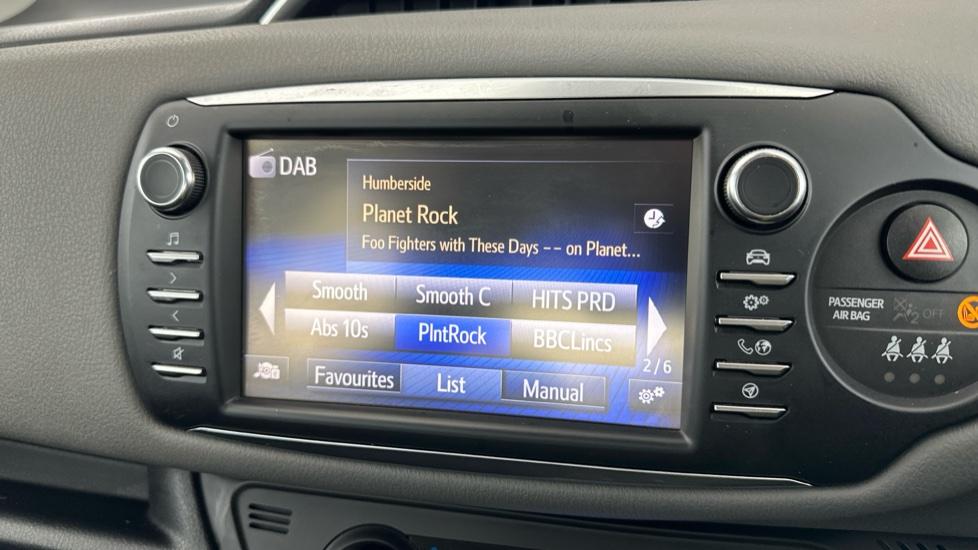 DAB
Humberside
Planet Rock
Foo Fighters with These Days -- on Planet...
Smooth Smooth C HITS PRD
Abs 10s PlntRock BBCLincs
2/6
Favourites List Manual
PASSENGER
AIR BAG
2 OFF